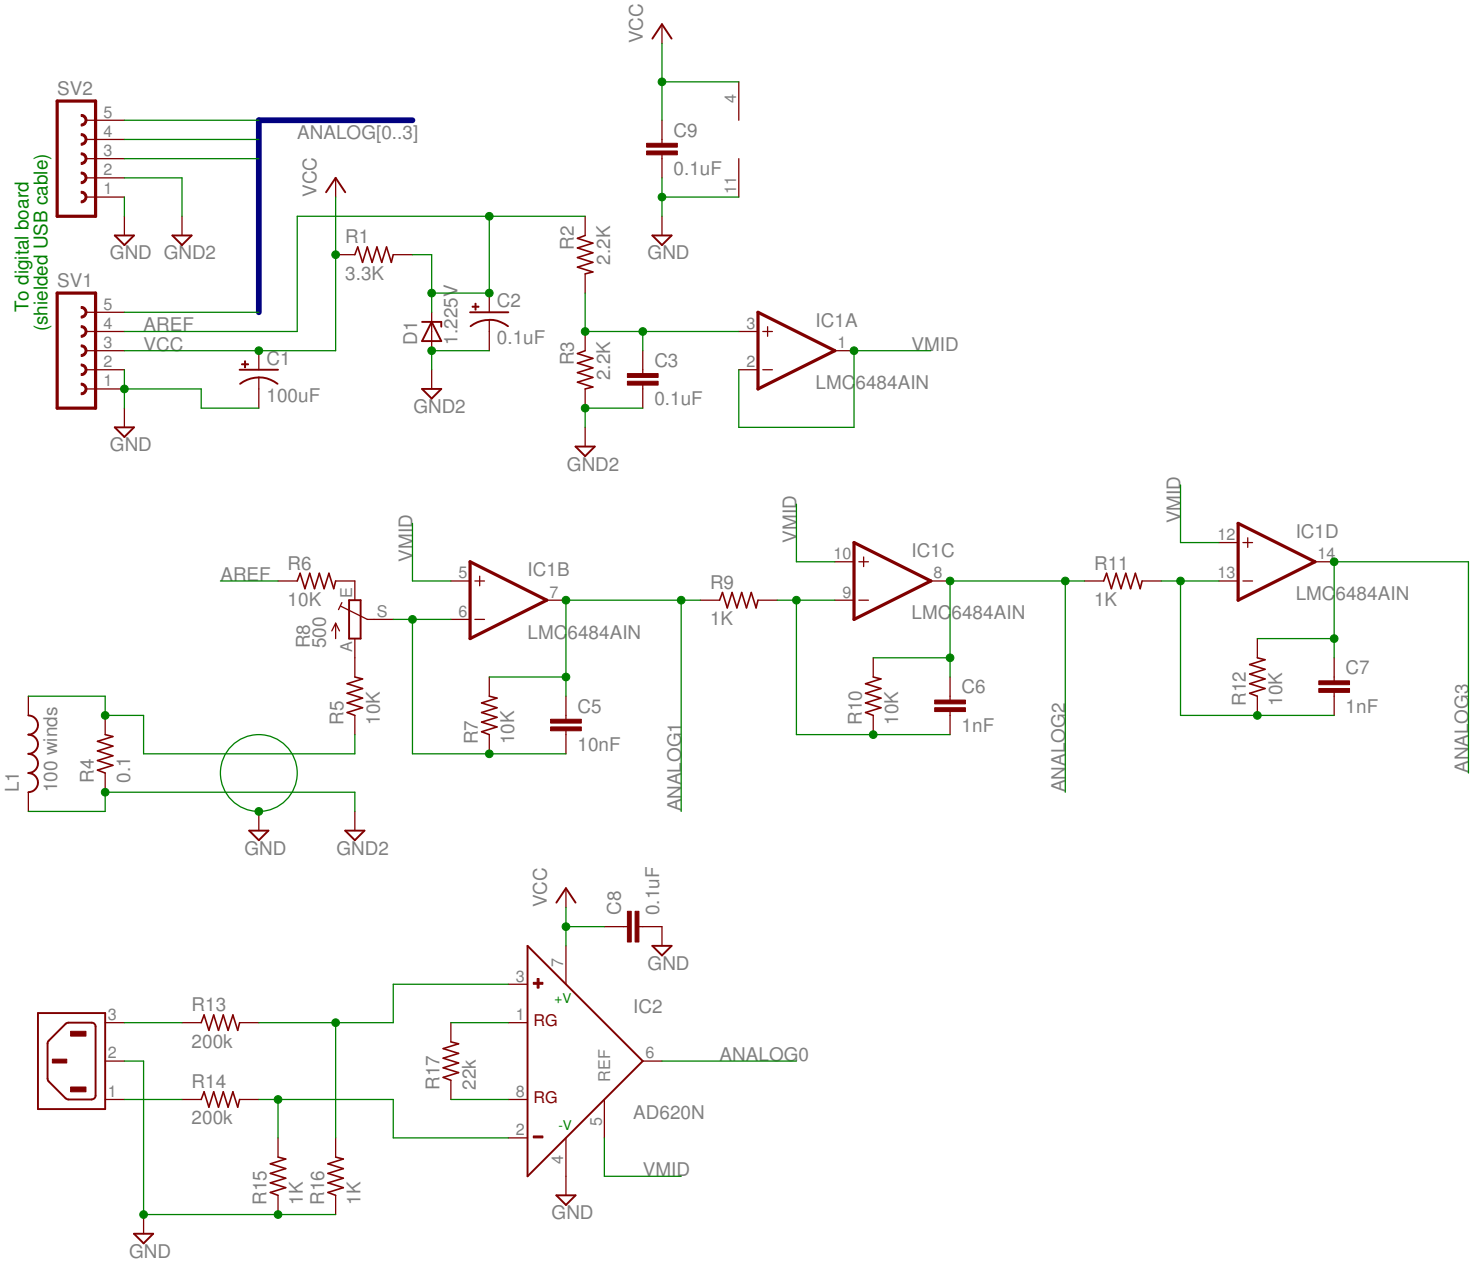 VCC
4
C9
0.1uF
11
GND
SV2
5
4
3
2
1
ANALOG[0..3]
GND
GND2
To digital board
(shielded USB cable)
SV1
5
4
3
2
1
AREF
VCC
C1
100uF
GND
VCC
R1
3.3K
D1
1.225V
C2
0.1uF
GND2
R2
2.2K
R3
2.2K
C3
0.1uF
GND2
3
2
1
IC1A
LMC6484AIN
VMID
AREF
R6
10K
R8
500
E
S
A
R5
10K
L1
100 winds
R4
0.1
GND
GND2
VMID
5
6
7
IC1B
LMC6484AIN
R7
10K
C5
10nF
ANALOG1
R9
1K
VMID
10
9
8
IC1C
LMC6484AIN
R10
10K
C6
1nF
ANALOG2
R11
1K
VMID
12
13
14
IC1D
LMC6484AIN
R12
10K
C7
1nF
ANALOG3
VCC
C8
0.1uF
GND
3
2
1
R13
200k
R14
200k
R15
1K
R16
1K
GND
3
1
8
2
7
+V
RG
RG
R17
22k
-V
4
5
6
REF
IC2
AD620N
ANALOG0
VMID
GND